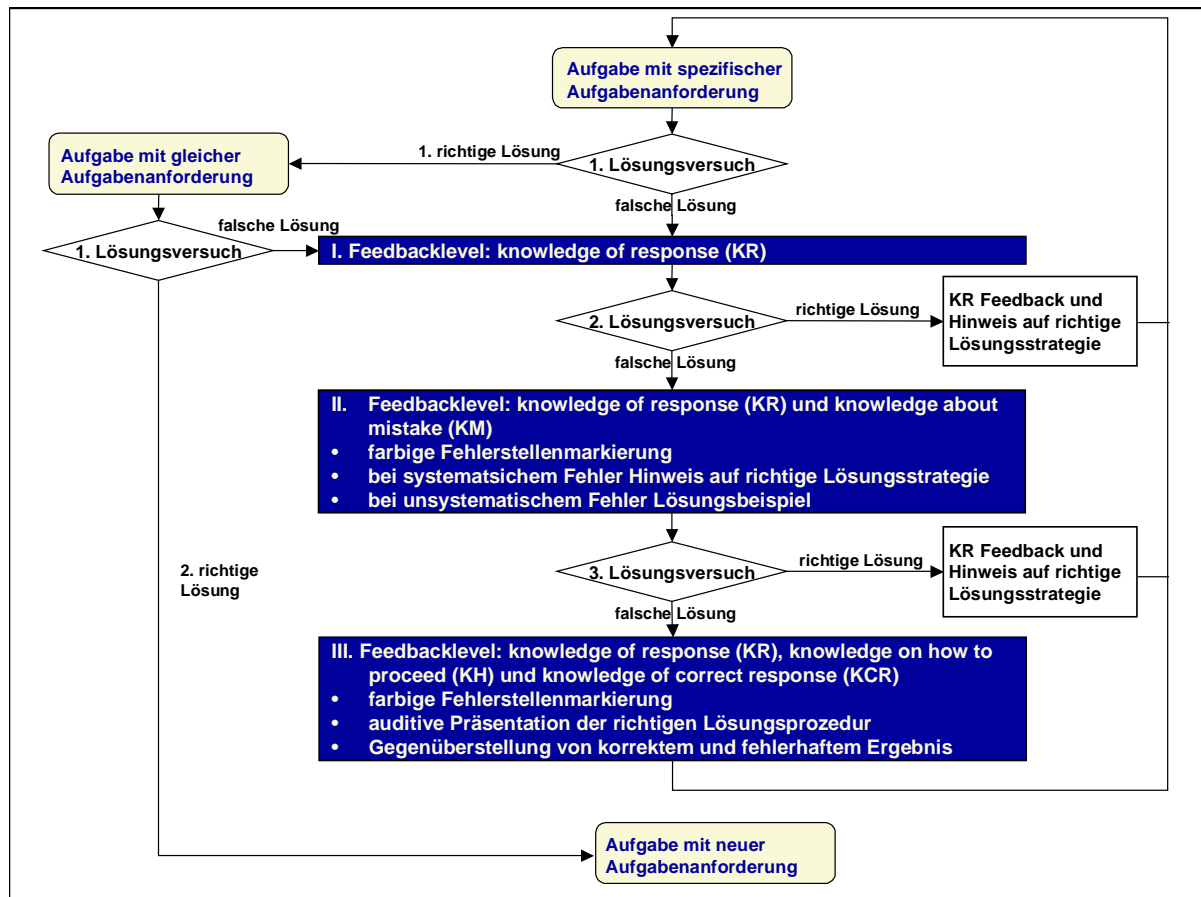 Aufgabe mit spezifischer
Aufgabenanforderung
1. richtige Lösung
1. Lösungsversuch
Aufgabe mit gleicher
Aufgabenanforderung
falsche Lösung
falsche Lösung
1. Lösungsversuch
I. Feedbacklevel: knowledge of response (KR)
2. Lösungsversuch
richtige Lösung
KR Feedback und
Hinweis auf richtige
Lösungsstrategie
falsche Lösung
II. Feedbacklevel: knowledge of response (KR) und knowledge about
mistake (KM)
• farbige Fehlerstellenmarkierung
• bei systematsichem Fehler Hinweis auf richtige Lösungsstrategie
• bei unsystematischem Fehler Lösungsbeispiel
3. Lösungsversuch
richtige Lösung
KR Feedback und
Hinweis auf richtige
Lösungsstrategie
2. richtige
Lösung
falsche Lösung
III. Feedbacklevel: knowledge of response (KR), knowledge on how to
proceed (KH) und knowledge of correct response (KCR)
• farbige Fehlerstellenmarkierung
• auditive Präsentation der richtigen Lösungsprozedur
• Gegenüberstellung von korrektem und fehlerhaftem Ergebnis
Aufgabe mit neuer
Aufgabenanforderung